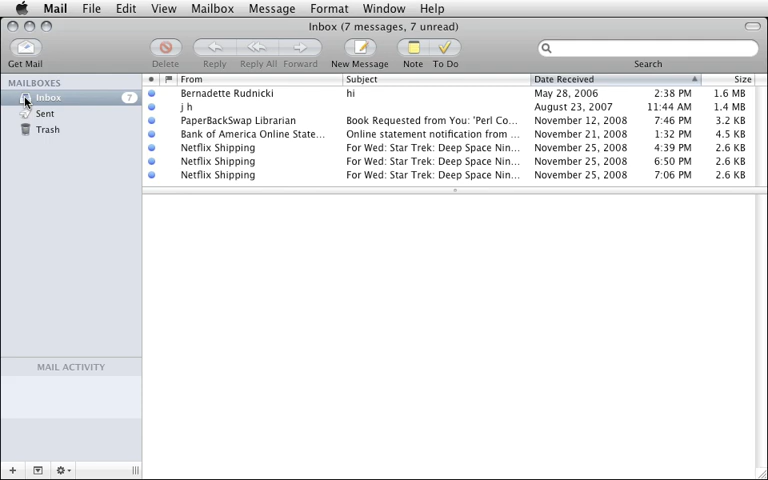 Mail File Edit View Mailbox Message Format Window Help
Inbox (7 messages, 7 unread)
Get Mail Delete Reply Reply All Forward New Message Note To Do Search
MAILBOXES
Inbox 7
Sent
Trash
MAIL ACTIVITY
From Subject Date Received Size
Bernadette Rudnicki hi May 28, 2006 2:38 PM 1.6 MB
j h August 23, 2007 11:44 AM 1.4 MB
PaperBackSwap Librarian Book Requested from You: 'Perl Co... November 12, 2008 7:46 PM 3.2 KB
Bank of America Online State... Online statement notification from ... November 21, 2008 1:32 PM 4.5 KB
Netflix Shipping For Wed: Star Trek: Deep Space Nin... November 25, 2008 4:39 PM 2.6 KB
Netflix Shipping For Wed: Star Trek: Deep Space Nin... November 25, 2008 6:50 PM 2.6 KB
Netflix Shipping For Wed: Star Trek: Deep Space Nin... November 25, 2008 7:06 PM 2.6 KB